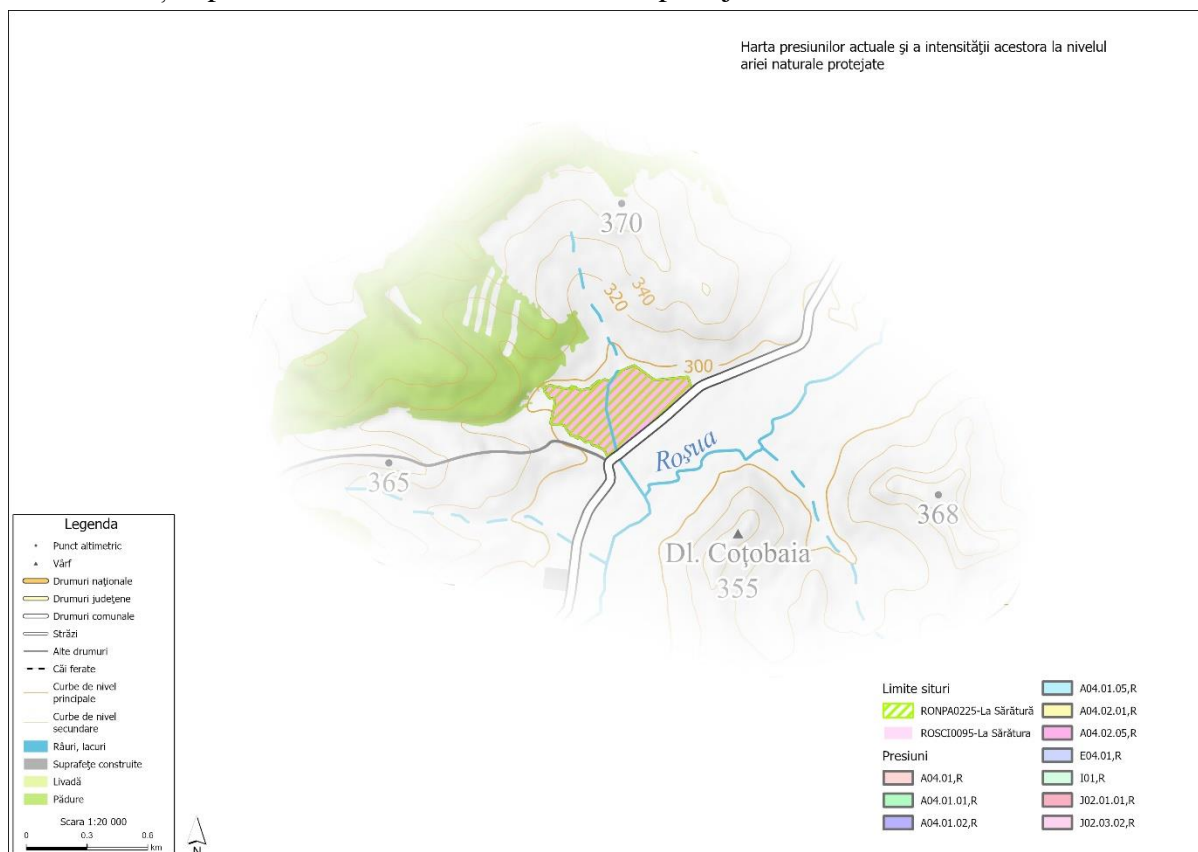 Harta presiunilor actuale şi a intensităţii acestora la nivelul
ariei naturale protejate
370
340
320
300
Roşua
365
368
Dl. Coţobaia
355
Legenda
Punct altimetric
Vârf
Drumuri naţionale
Drumuri judeţene
Drumuri comunale
Străzi
Alte drumuri
Căi ferate
Curbe de nivel
principale
Curbe de nivel
secundare
Râuri, lacuri
Suprafeţe construite
Livadă
Pădure
Scara 1:20 000
0 0.3 0.6
km
N
Limite situri
RONPA0225-La Sărătură
ROSCI0095-La Sărătura
Presiuni
A04.01,R
A04.01.01,R
A04.01.02,R
A04.01.05,R
A04.02.01,R
A04.02.05,R
E04.01,R
I01,R
J02.01.01,R
J02.03.02,R